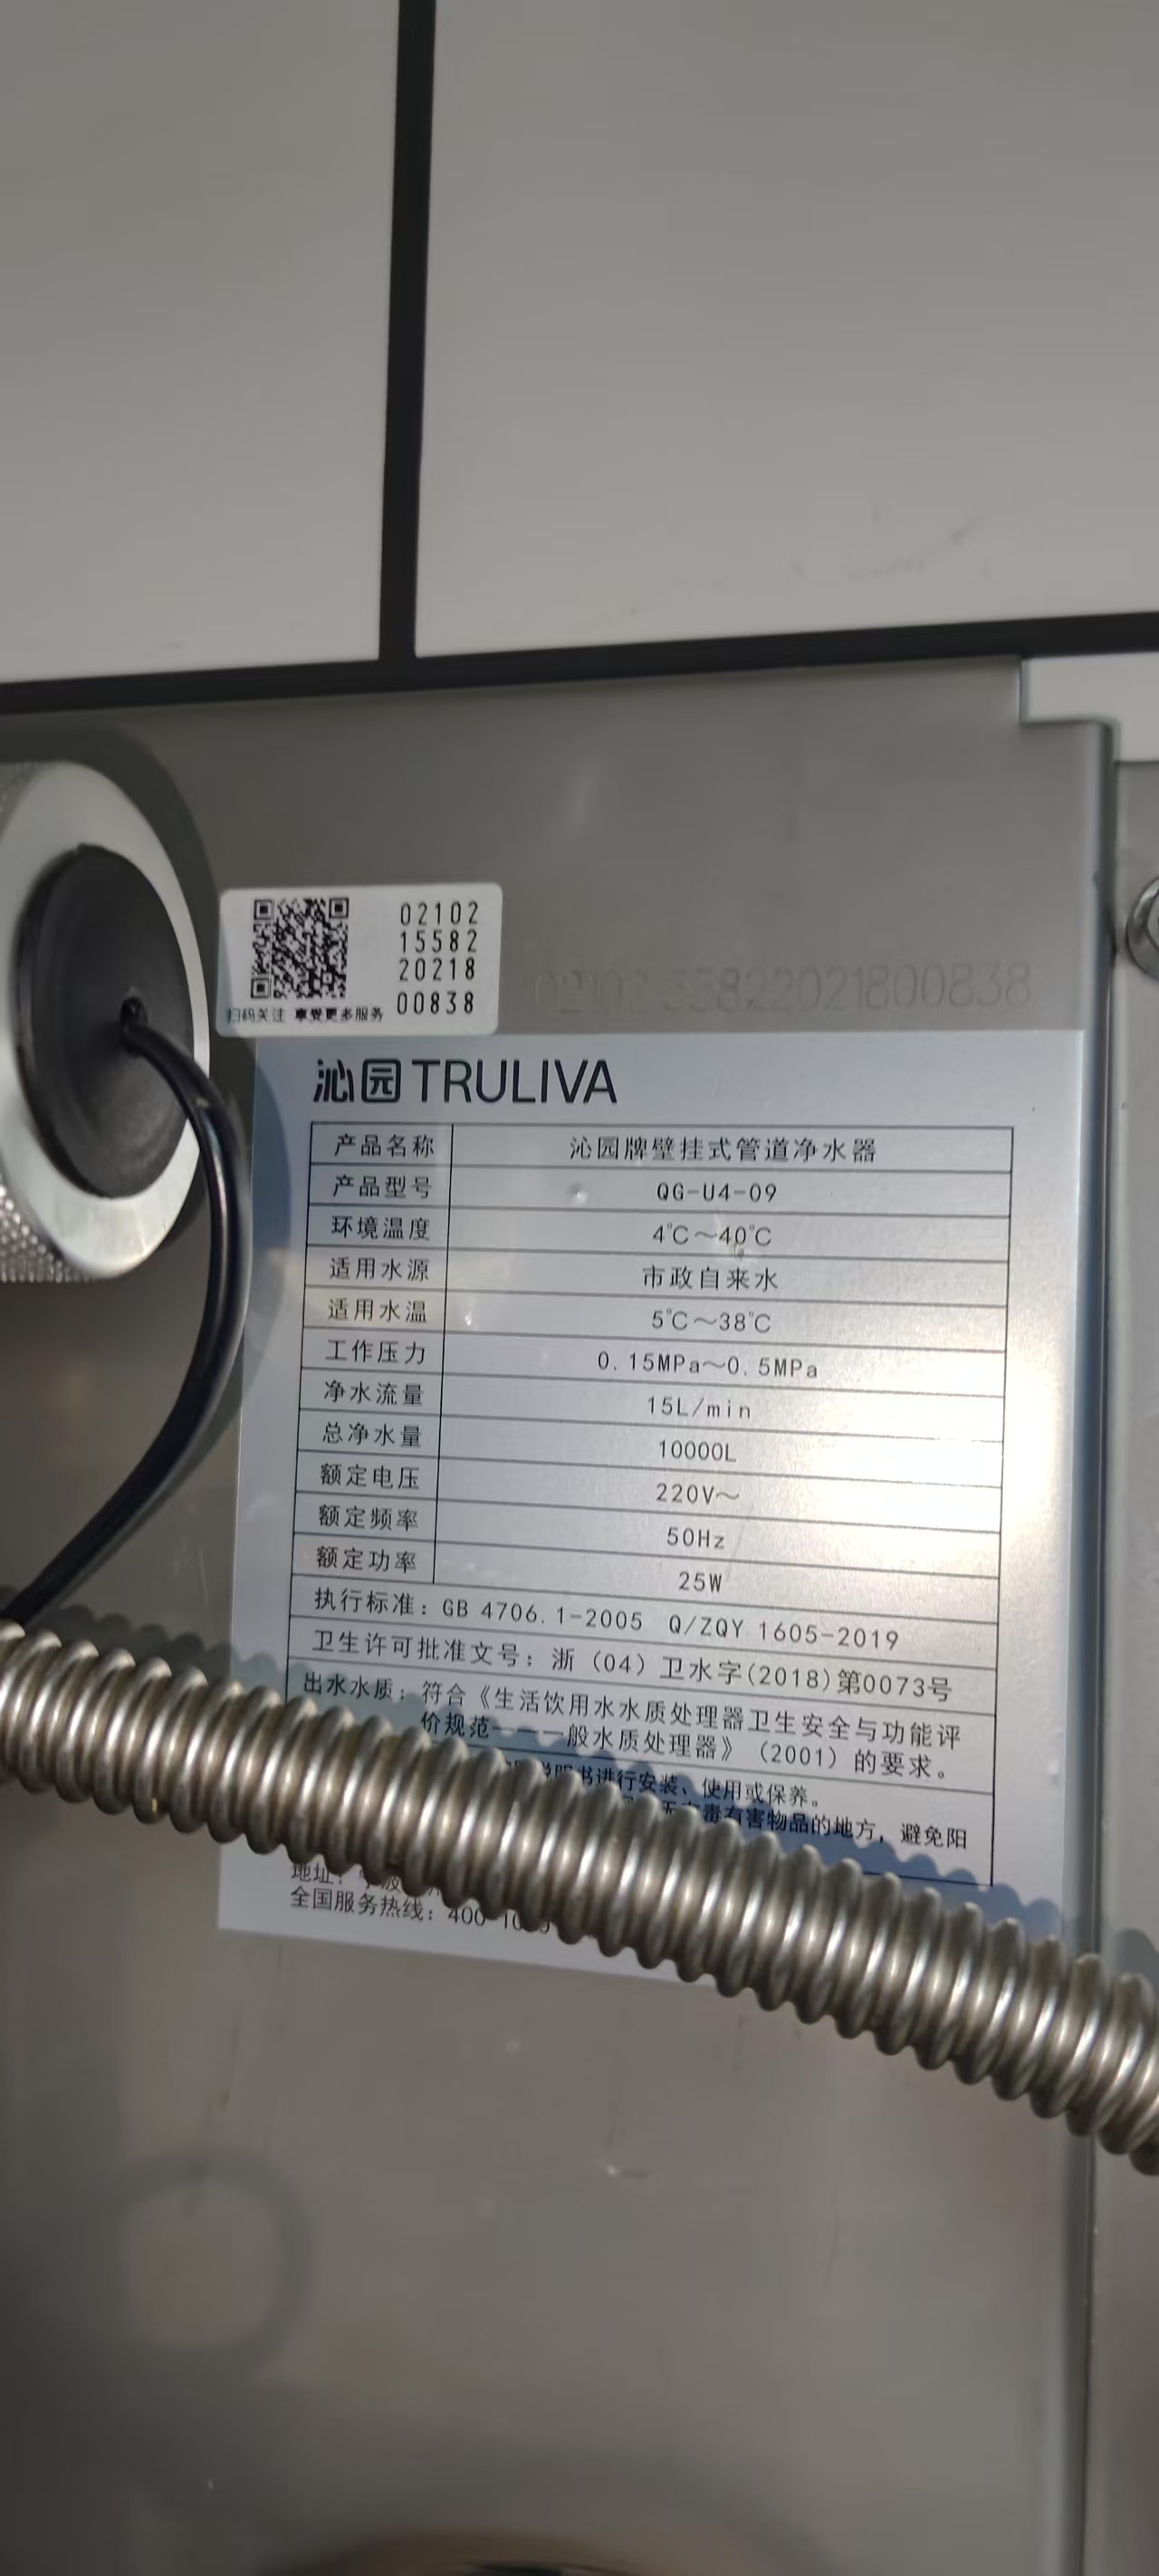 02102
15582
20218
00838
扫码关注 享受更多服务
02102155822021800838
沁园 TRULIVA
产品名称 沁园牌壁挂式管道净水器
产品型号 QG-U4-09
环境温度 4℃～40℃
适用水源 市政自来水
适用水温 5℃～38℃
工作压力 0.15MPa～0.5MPa
净水流量 15L/min
总净水量 10000L
额定电压 220V～
额定频率 50Hz
额定功率 25W
执行标准：GB 4706.1-2005 Q/ZQY 1605-2019
卫生许可批准文号：浙（04）卫水字(2018)第0073号
出水水质：符合《生活饮用水水质处理器卫生安全与功能评
价规范——一般水质处理器》（2001）的要求。
说明书进行安装、使用或保养。
有毒有害物品的地方，避免阳
地址：宁波
全国服务热线：400-10